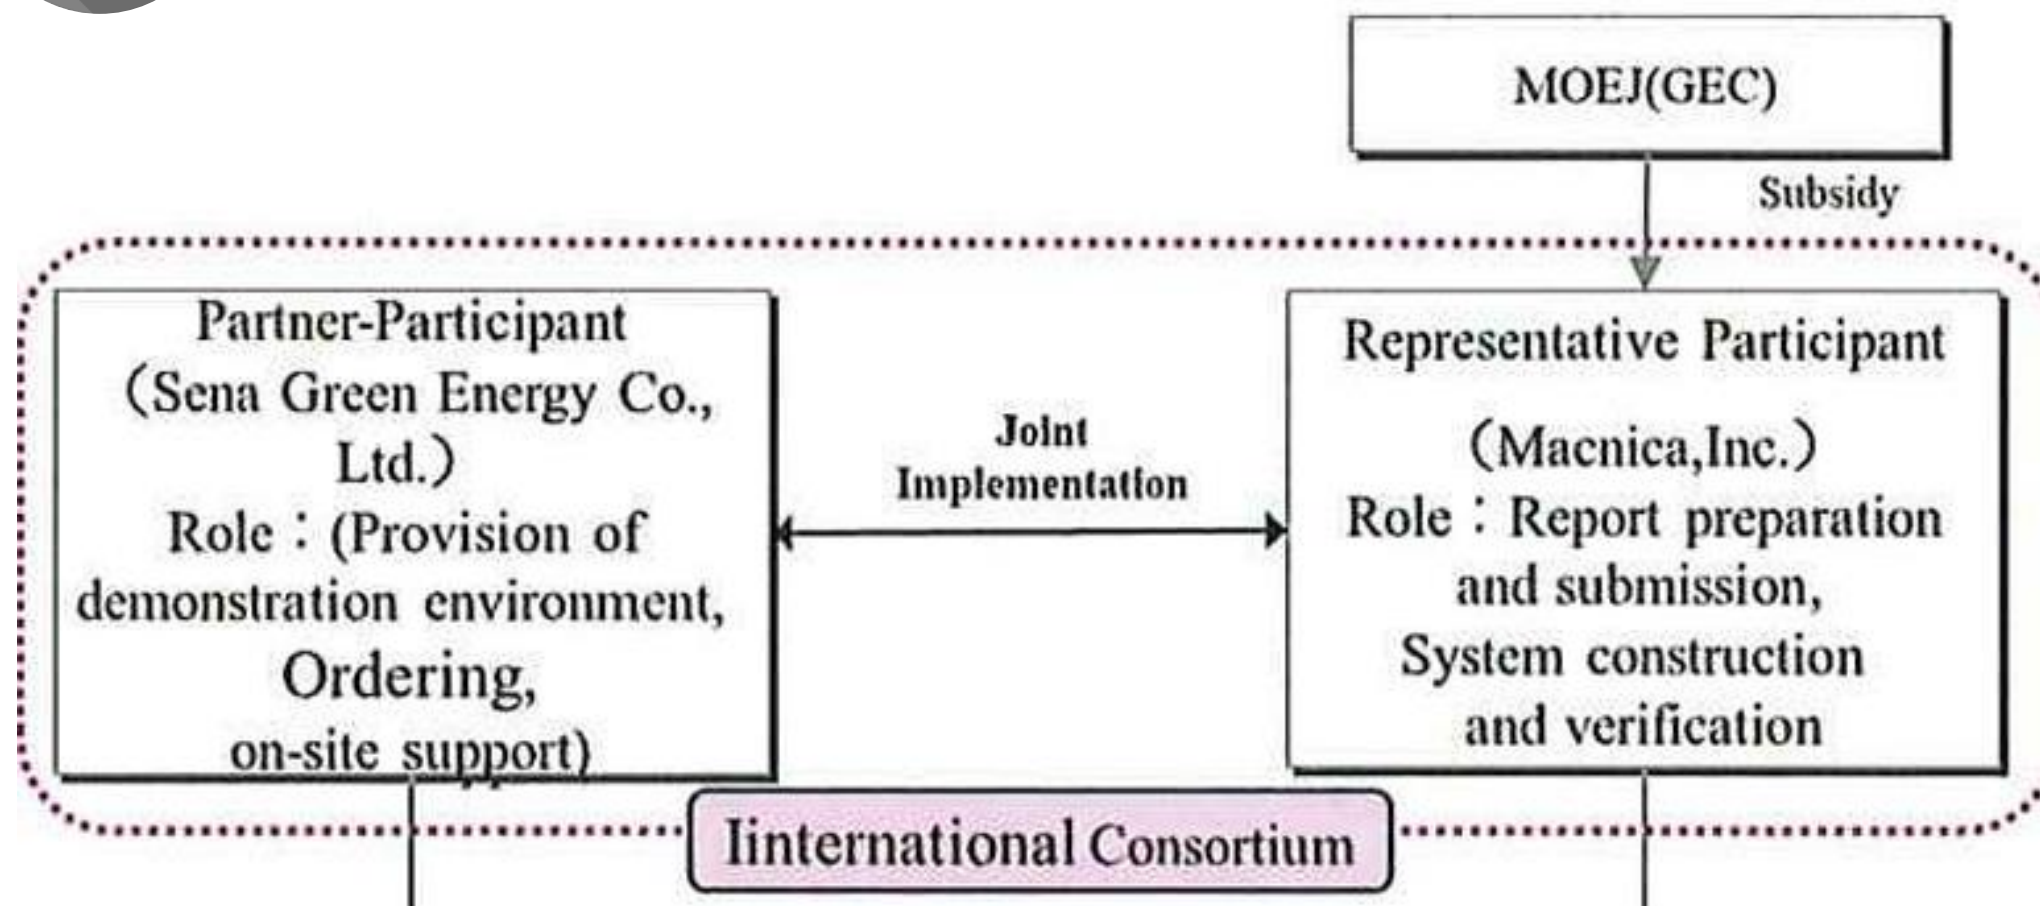 MOEJ(GEC)
Subsidy
Partner-Participant
（Sena Green Energy Co.,
Ltd.）
Role：(Provision of
demonstration environment,
Ordering,
on-site support)
Joint
Implementation
Representative Participant
（Macnica,Inc.）
Role：Report preparation
and submission,
System construction
and verification
Iinternational Consortium